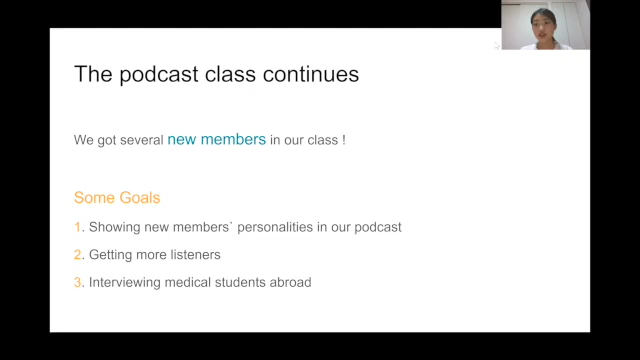 The podcast class continues
We got several new members in our class !
Some Goals
1. Showing new members` personalities in our podcast
2. Getting more listeners
3. Interviewing medical students abroad